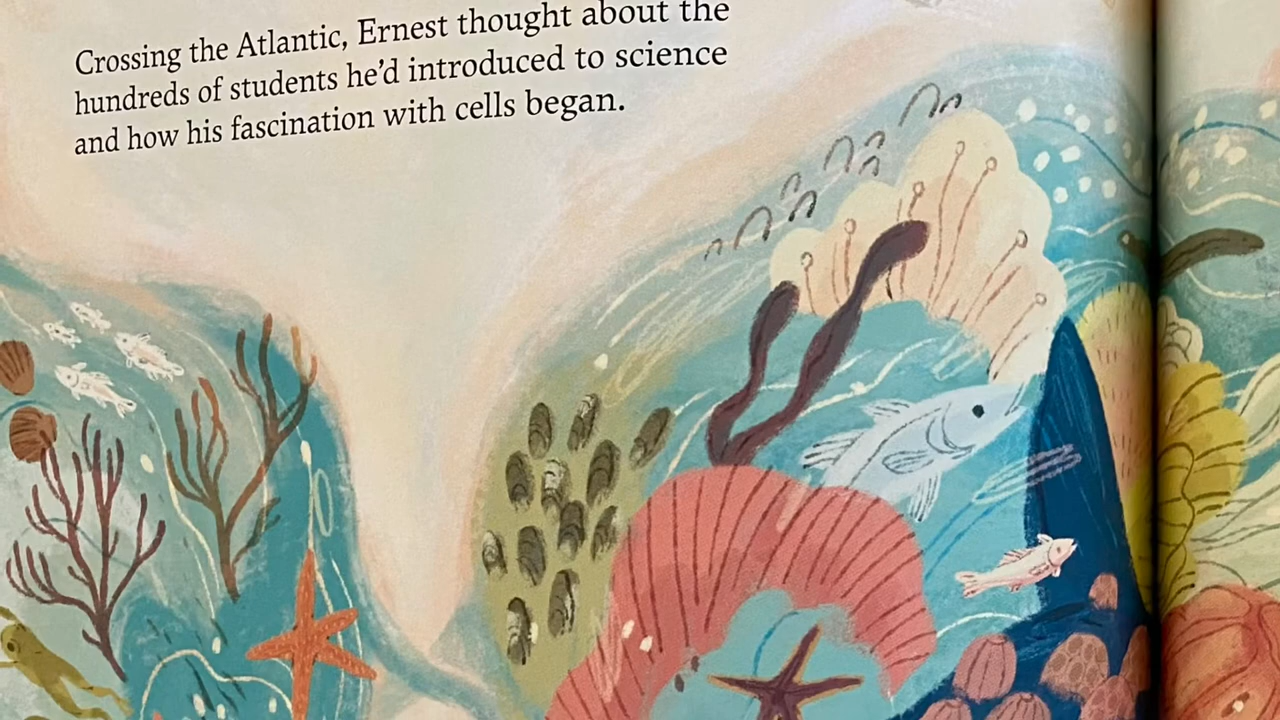 Crossing the Atlantic, Ernest thought about the
hundreds of students he’d introduced to science
and how his fascination with cells began.